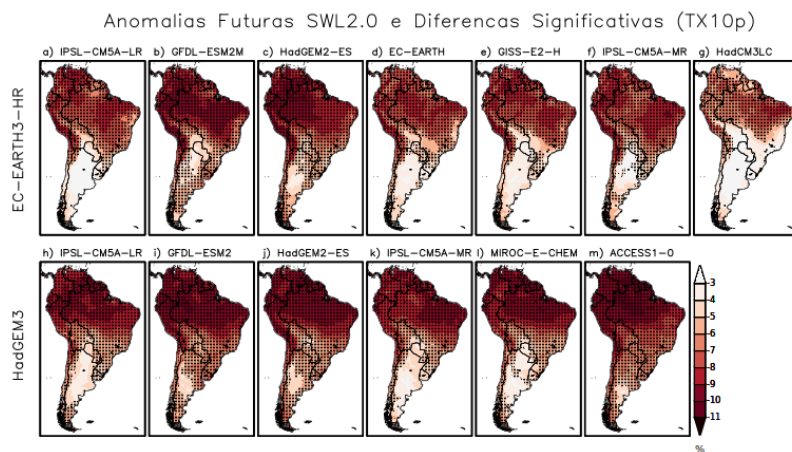 Anomalias Futuras SWL2.0 e Diferencas Significativas (TX10p)
a) IPSL-CM5A-LR b) GFDL-ESM2M c) HadGEM2-ES d) EC-EARTH e) GISS-E2-H f) IPSL-CM5A-MR g) HadCM3LC
EC-EARTH3-HR
h) IPSL-CM5A-LR i) GFDL-ESM2 j) HadGEM2-ES k) IPSL-CM5A-MR l) MIROC-E-CHEM m) ACCESS1-0
HadGEM3
-3
-4
-5
-6
-7
-8
-9
-10
-11
%